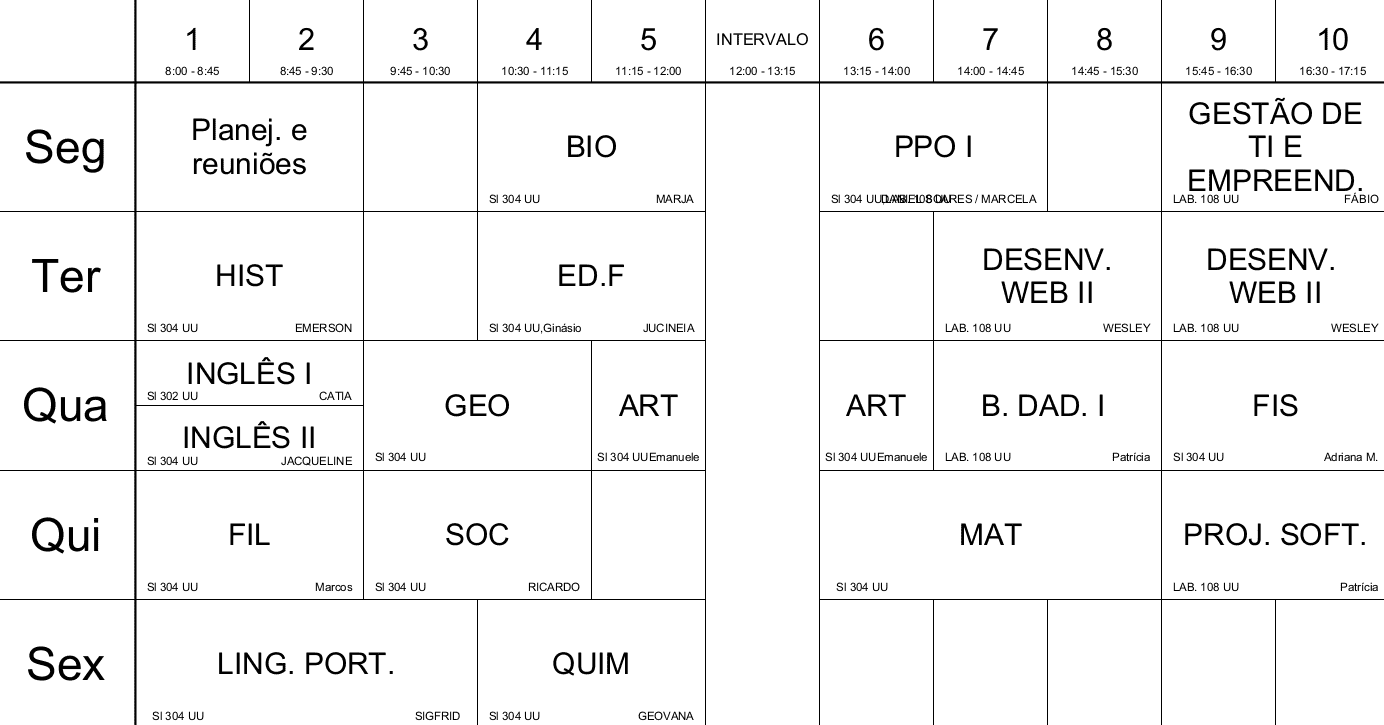 1 2 3 4 5 INTERVALO 6 7 8 9 10
8:00 - 8:45 8:45 - 9:30 9:45 - 10:30 10:30 - 11:15 11:15 - 12:00 12:00 - 13:15 13:15 - 14:00 14:00 - 14:45 14:45 - 15:30 15:45 - 16:30 16:30 - 17:15
Seg
Planej. e
reuniões
BIO
SI 304 UU MARJA
PPO I
SI 304 UU SOARES / MARCELA
GESTÃO DE
TI E
EMPREEND.
LAB. 108 UU FÁBIO
Ter
HIST
SI 304 UU EMERSON
ED.F
SI 304 UU,Ginásio JUCINEIA
DESENV.
WEB II
LAB. 108 UU WESLEY
DESENV.
WEB II
LAB. 108 UU WESLEY
Qua
INGLÊS I
SI 302 UU CATIA
INGLÊS II
SI 304 UU JACQUELINE
GEO
SI 304 UU
ART
SI 304 UU Emanuele
ART
SI 304 UU Emanuele
B. DAD. I
LAB. 108 UU Patrícia
FIS
SI 304 UU Adriana M.
Qui
FIL
SI 304 UU Marcos
SOC
SI 304 UU RICARDO
MAT
SI 304 UU
PROJ. SOFT.
LAB. 108 UU Patrícia
Sex
LING. PORT.
SI 304 UU SIGFRID
QUIM
SI 304 UU GEOVANA